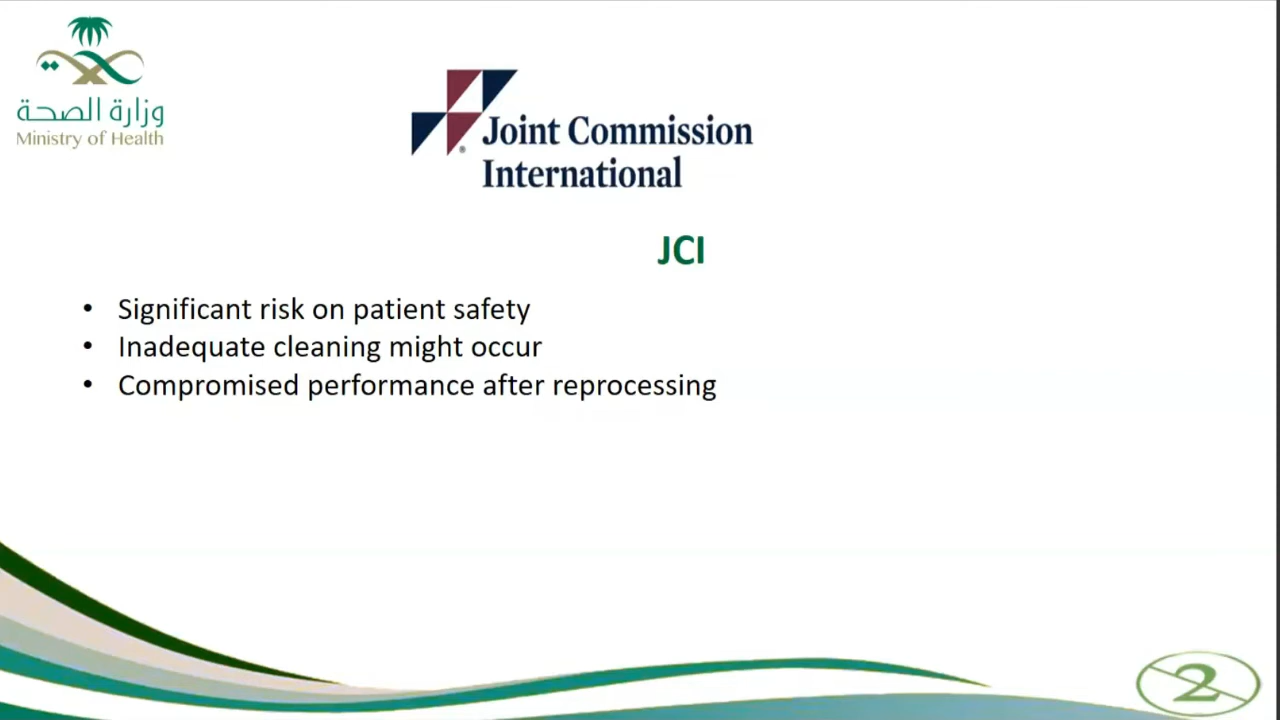 وزارة الصحة
Ministry of Health
Joint Commission
International
®
JCI
• Significant risk on patient safety
• Inadequate cleaning might occur
• Compromised performance after reprocessing
2